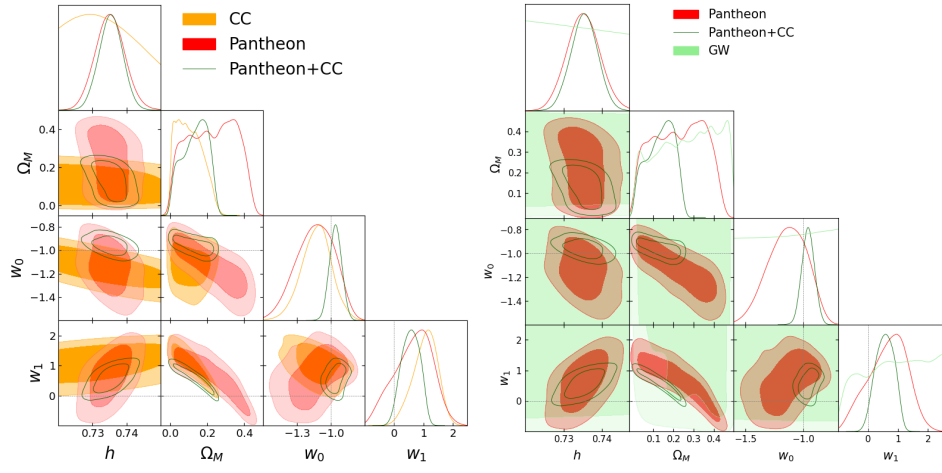 CC
Pantheon
Pantheon+CC
Ω_M
0.4
0.2
0.0
w_0
−0.8
−1.0
−1.2
−1.4
w_1
2
1
0
0.73 0.74
h
0.0 0.2 0.4
Ω_M
−1.3 −1.0
w_0
0 1 2
w_1
Pantheon
Pantheon+CC
GW
Ω_M
0.4
0.3
0.2
0.1
w_0
−0.8
−1.0
−1.2
−1.4
w_1
2
1
0
0.73 0.74
h
0.1 0.2 0.3 0.4
Ω_M
−1.5 −1.0
w_0
0 1 2
w_1